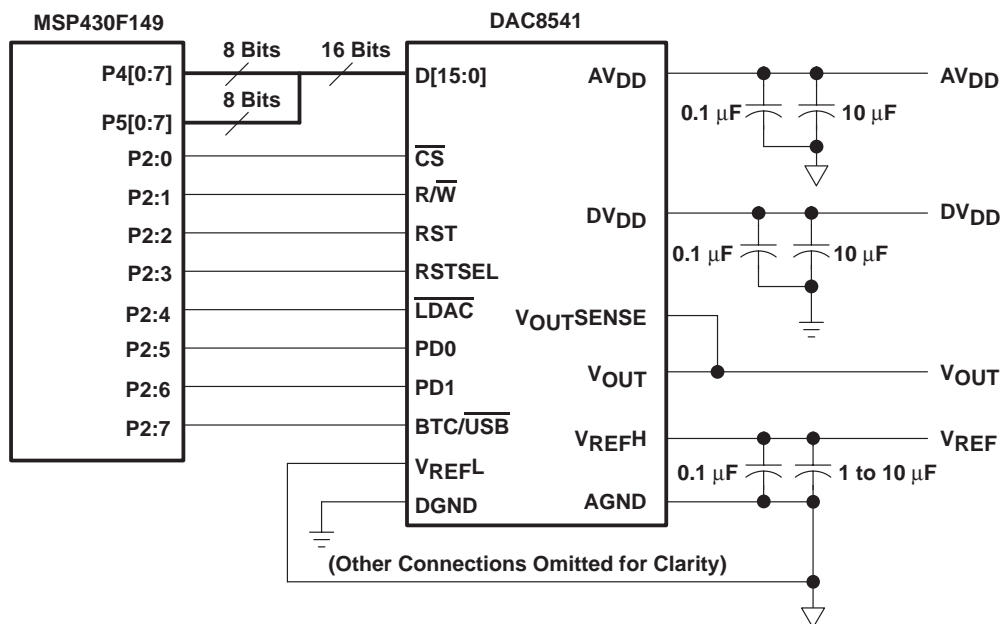 MSP430F149
DAC8541
8 Bits
16 Bits
P4[0:7]
D[15:0]
AVDD
AVDD
8 Bits
0.1 μF
10 μF
P5[0:7]
P2:0
CS
P2:1
R/W
DVDD
DVDD
P2:2
RST
0.1 μF
10 μF
P2:3
RSTSEL
P2:4
LDAC
VOUTSENSE
P2:5
PD0
VOUT
VOUT
P2:6
PD1
P2:7
BTC/USB
VREFH
VREF
VREFL
0.1 μF
1 to 10 μF
DGND
AGND
(Other Connections Omitted for Clarity)